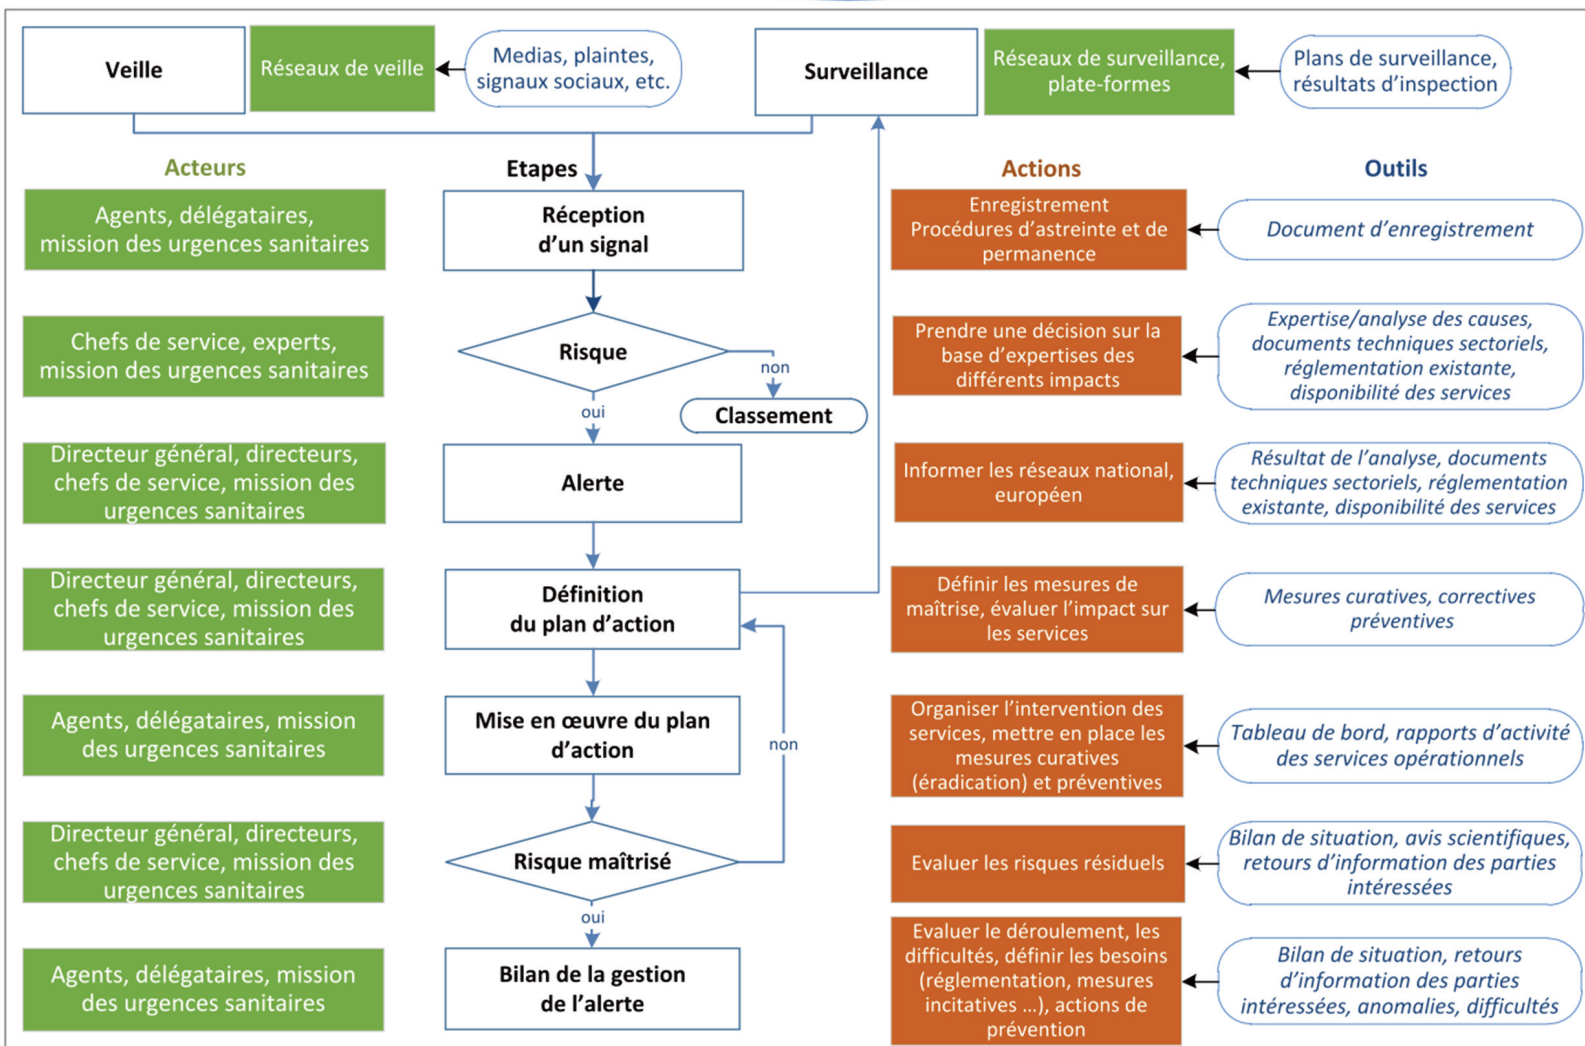 Veille
Réseaux de veille
Medias, plaintes,
signaux sociaux, etc.
Surveillance
Réseaux de surveillance,
plate-formes
Plans de surveillance,
résultats d'inspection
Acteurs
Etapes
Actions
Outils
Agents, délégataires,
mission des urgences sanitaires
Réception
d'un signal
Enregistrement
Procédures d'astreinte et de
permanence
Document d'enregistrement
Chefs de service, experts,
mission des urgences sanitaires
Risque
non
Classement
oui
Prendre une décision sur la
base d'expertises des
différents impacts
Expertise/analyse des causes,
documents techniques sectoriels,
réglementation existante,
disponibilité des services
Directeur général, directeurs,
chefs de service, mission des
urgences sanitaires
Alerte
Informer les réseaux national,
européen
Résultat de l'analyse, documents
techniques sectoriels, réglementation
existante, disponibilité des services
Directeur général, directeurs,
chefs de service, mission des
urgences sanitaires
Définition
du plan d'action
Définir les mesures de
maîtrise, évaluer l'impact sur
les services
Mesures curatives, correctives
préventives
Agents, délégataires, mission
des urgences sanitaires
Mise en œuvre du plan
d'action
non
Organiser l'intervention des
services, mettre en place les
mesures curatives
(éradication) et préventives
Tableau de bord, rapports d'activité
des services opérationnels
Directeur général, directeurs,
chefs de service, mission des
urgences sanitaires
Risque maîtrisé
oui
Evaluer les risques résiduels
Bilan de situation, avis scientifiques,
retours d'information des parties
intéressées
Agents, délégataires, mission
des urgences sanitaires
Bilan de la gestion
de l'alerte
Evaluer le déroulement, les
difficultés, définir les besoins
(réglementation, mesures
incitatives ...), actions de
prévention
Bilan de situation, retours
d'information des parties
intéressées, anomalies, difficultés